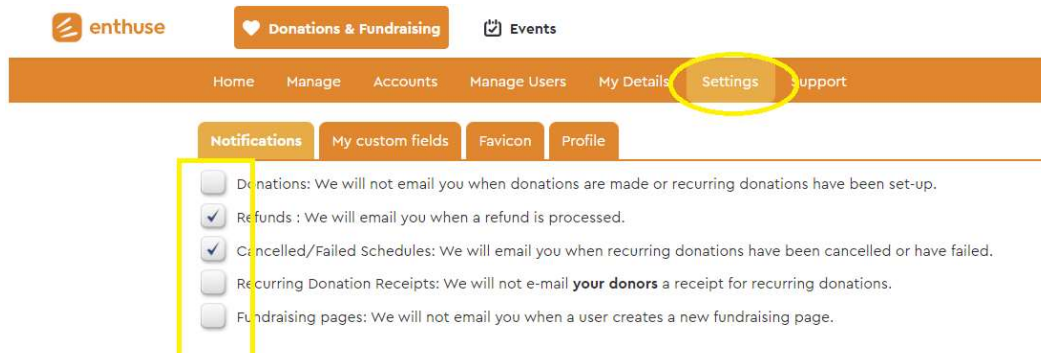 enthuse
Donations & Fundraising
Events
Home Manage Accounts Manage Users My Details Settings Support
Notifications My custom fields Favicon Profile
Donations: We will not email you when donations are made or recurring donations have been set-up.
Refunds : We will email you when a refund is processed.
Cancelled/Failed Schedules: We will email you when recurring donations have been cancelled or have failed.
Recurring Donation Receipts: We will not e-mail your donors a receipt for recurring donations.
Fundraising pages: We will not email you when a user creates a new fundraising page.